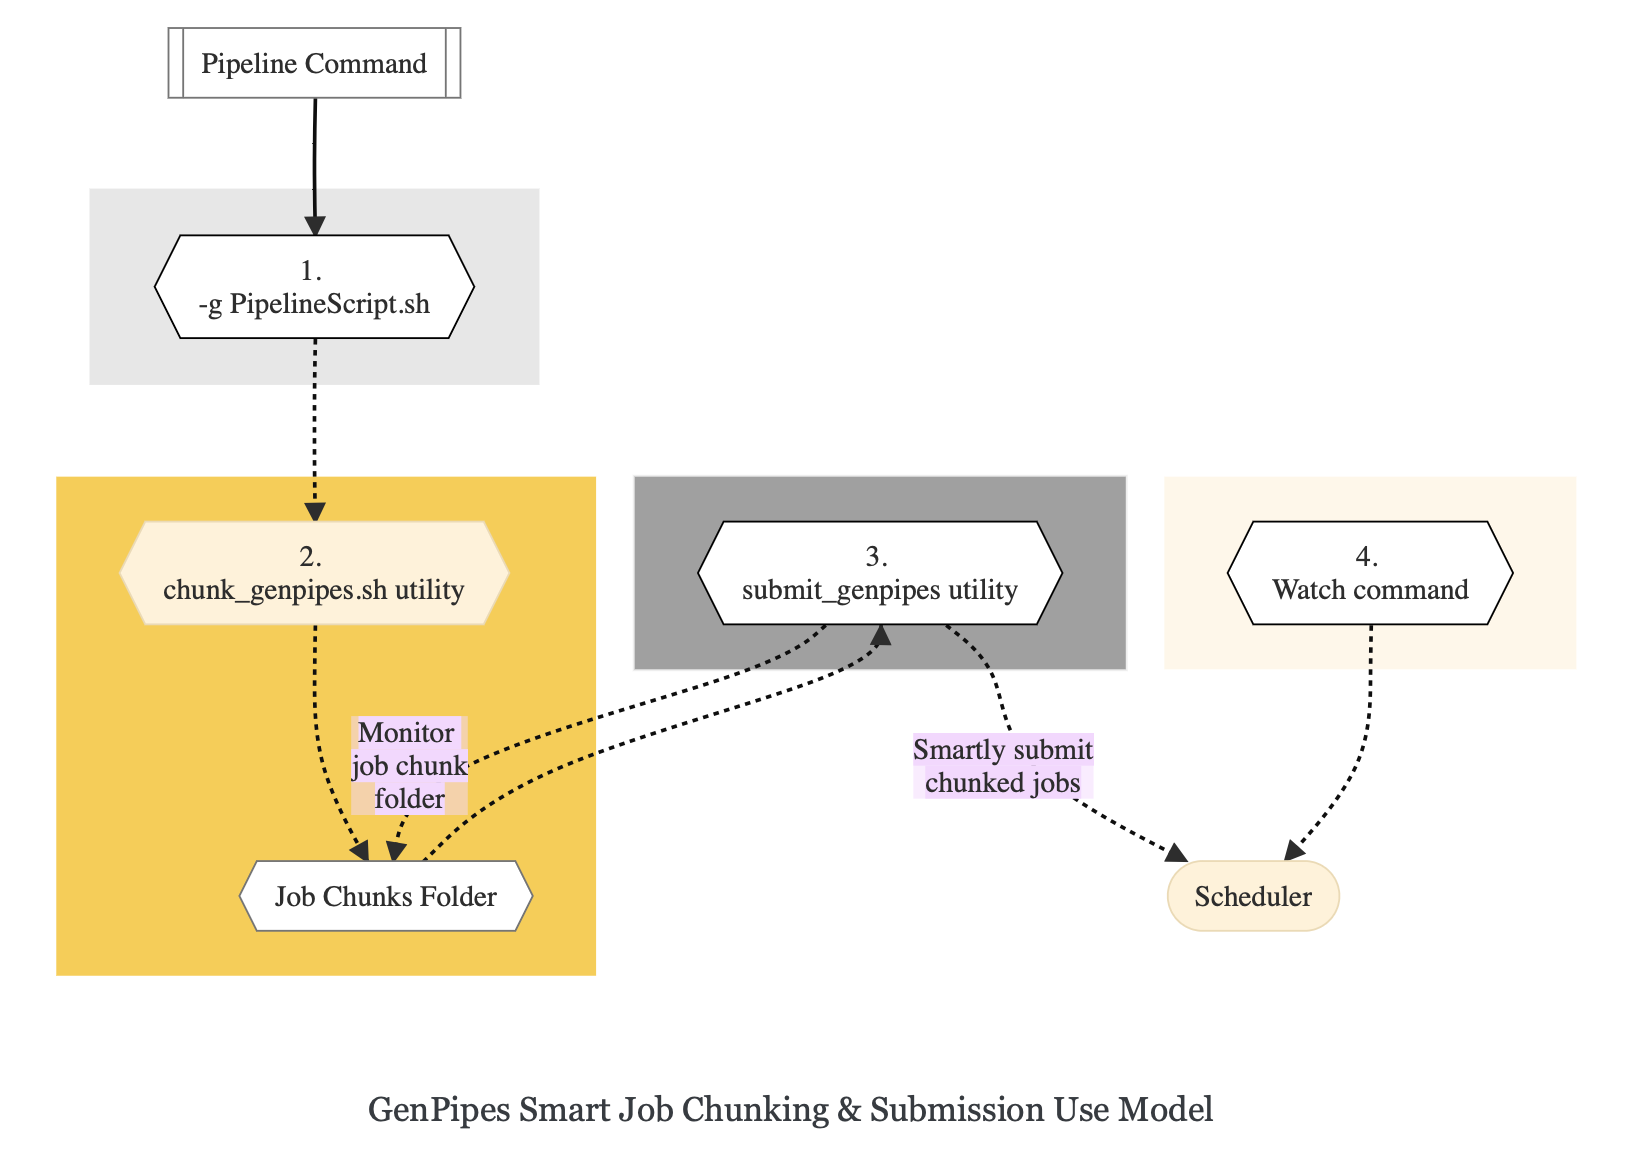 Pipeline Command
1.
-g PipelineScript.sh
2.
chunk_genpipes.sh utility
3.
submit_genpipes utility
4.
Watch command
Monitor
job chunk
folder
Smartly submit
chunked jobs
Job Chunks Folder
Scheduler
GenPipes Smart Job Chunking & Submission Use Model